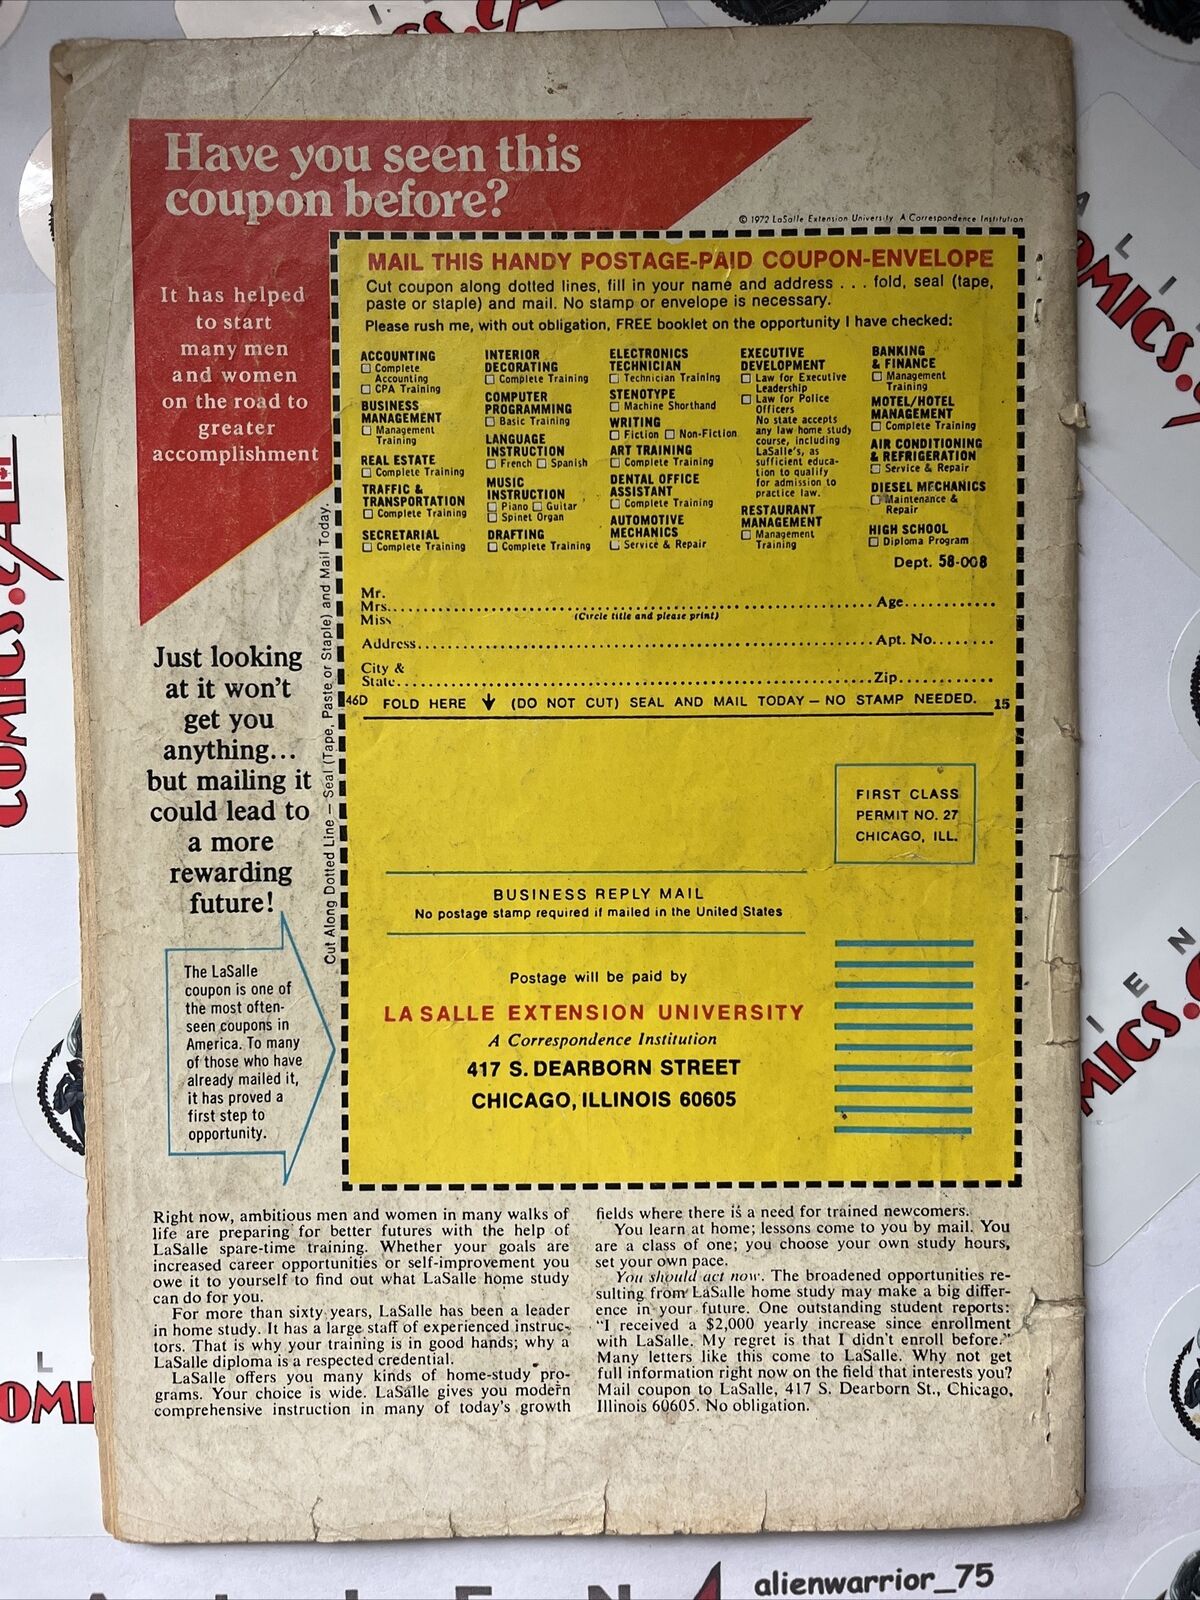 Have you seen this
coupon before?
It has helped
to start
many men
and women
on the road to
greater
accomplishment
Just looking
at it won't
get you
anything...
but mailing it
could lead to
a more
rewarding
future!
The LaSalle
coupon is one of
the most often-
seen coupons in
America. To many
of those who have
already mailed it,
it has proved a
first step to
opportunity.
© 1972 LaSalle Extension University A Correspondence Institution
Cut Along Dotted Line – Seal (Tape, Paste or Staple) and Mail Today.
MAIL THIS HANDY POSTAGE-PAID COUPON-ENVELOPE
Cut coupon along dotted lines, fill in your name and address . . . fold, seal (tape,
paste or staple) and mail. No stamp or envelope is necessary.
Please rush me, with out obligation, FREE booklet on the opportunity I have checked:
ACCOUNTING
Complete
Accounting
CPA Training
BUSINESS
MANAGEMENT
Management
Training
REAL ESTATE
Complete Training
TRAFFIC &
TRANSPORTATION
Complete Training
SECRETARIAL
Complete Training
INTERIOR
DECORATING
Complete Training
COMPUTER
PROGRAMMING
Basic Training
LANGUAGE
INSTRUCTION
French Spanish
MUSIC
INSTRUCTION
Piano Guitar
Spinet Organ
DRAFTING
Complete Training
ELECTRONICS
TECHNICIAN
Technician Training
STENOTYPE
Machine Shorthand
WRITING
Fiction Non-Fiction
ART TRAINING
Complete Training
DENTAL OFFICE
ASSISTANT
Complete Training
AUTOMOTIVE
MECHANICS
Service & Repair
EXECUTIVE
DEVELOPMENT
Law for Executive
Leadership
Law for Police
Officers
No state accepts
any law home study
course, including
LaSalle's, as
sufficient educa-
tion to qualify
for admission to
practice law.
RESTAURANT
MANAGEMENT
Management
Training
BANKING
& FINANCE
Management
Training
MOTEL/HOTEL
MANAGEMENT
Complete Training
AIR CONDITIONING
& REFRIGERATION
Service & Repair
DIESEL MECHANICS
Maintenance &
Repair
HIGH SCHOOL
Diploma Program
Dept. 58-008
Mr.
Mrs. Age
Miss
(Circle title and please print)
Address Apt. No.
City &
State Zip
46D FOLD HERE ↓ (DO NOT CUT) SEAL AND MAIL TODAY – NO STAMP NEEDED. 15
FIRST CLASS
PERMIT NO. 27
CHICAGO, ILL.
BUSINESS REPLY MAIL
No postage stamp required if mailed in the United States
Postage will be paid by
LA SALLE EXTENSION UNIVERSITY
A Correspondence Institution
417 S. DEARBORN STREET
CHICAGO, ILLINOIS 60605
Right now, ambitious men and women in many walks of
life are preparing for better futures with the help of
LaSalle spare-time training. Whether your goals are
increased career opportunities or self-improvement you
owe it to yourself to find out what LaSalle home study
can do for you.
For more than sixty years, LaSalle has been a leader
in home study. It has a large staff of experienced instruc-
tors. That is why your training is in good hands; why a
LaSalle diploma is a respected credential.
LaSalle offers you many kinds of home-study pro-
grams. Your choice is wide. LaSalle gives you modern
comprehensive instruction in many of today's growth
fields where there is a need for trained newcomers.
You learn at home; lessons come to you by mail. You
are a class of one; you choose your own study hours,
set your own pace.
You should act now. The broadened opportunities re-
sulting from LaSalle home study may make a big differ-
ence in your future. One outstanding student reports:
"I received a $2,000 yearly increase since enrollment
with LaSalle. My regret is that I didn't enroll before."
Many letters like this come to LaSalle. Why not get
full information right now on the field that interests you?
Mail coupon to LaSalle, 417 S. Dearborn St., Chicago,
Illinois 60605. No obligation.
COMICS.CA
alienwarrior_75